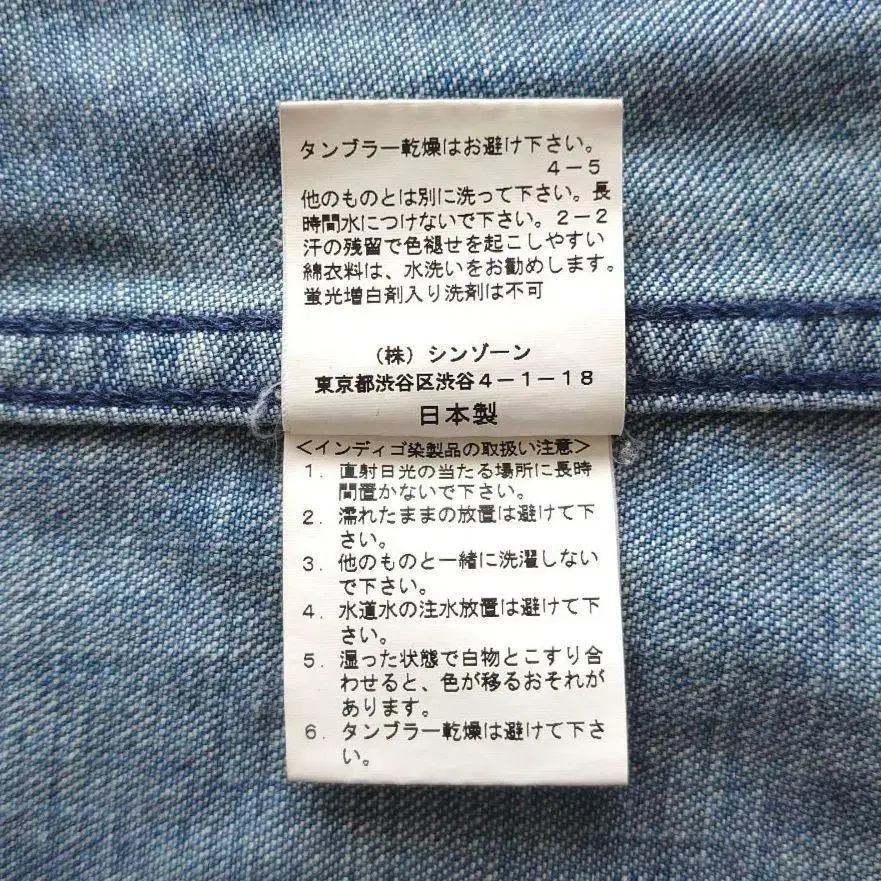 タンブラー乾燥はお避け下さい。
4-5
他のものとは別に洗って下さい。長
時間水につけないで下さい。2-2
汗の残留で色褪せを起こしやすい
綿衣料は、水洗いをお勧めします。
蛍光増白剤入り洗剤は不可
(株)シンゾーン
東京都渋谷区渋谷4-1-18
日本製
<インディゴ染製品の取扱い注意>
1. 直射日光の当たる場所に長時
間置かないで下さい。
2. 濡れたままの放置は避けて下
さい。
3. 他のものと一緒に洗濯しない
で下さい。
4. 水道水の注水放置は避けて下
さい。
5. 湿った状態で白物とこすり合
わせると、色が移るおそれが
あります。
6. タンブラー乾燥は避けて下さ
い。